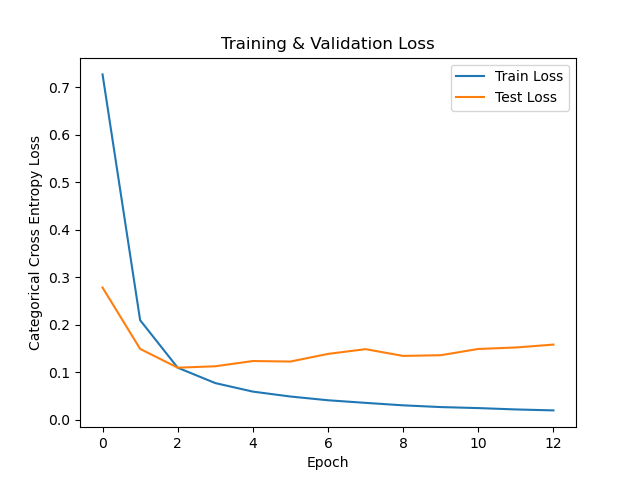 Training & Validation Loss
Train Loss
Test Loss
Categorical Cross Entropy Loss
0.7
0.6
0.5
0.4
0.3
0.2
0.1
0.0
0 2 4 6 8 10 12
Epoch